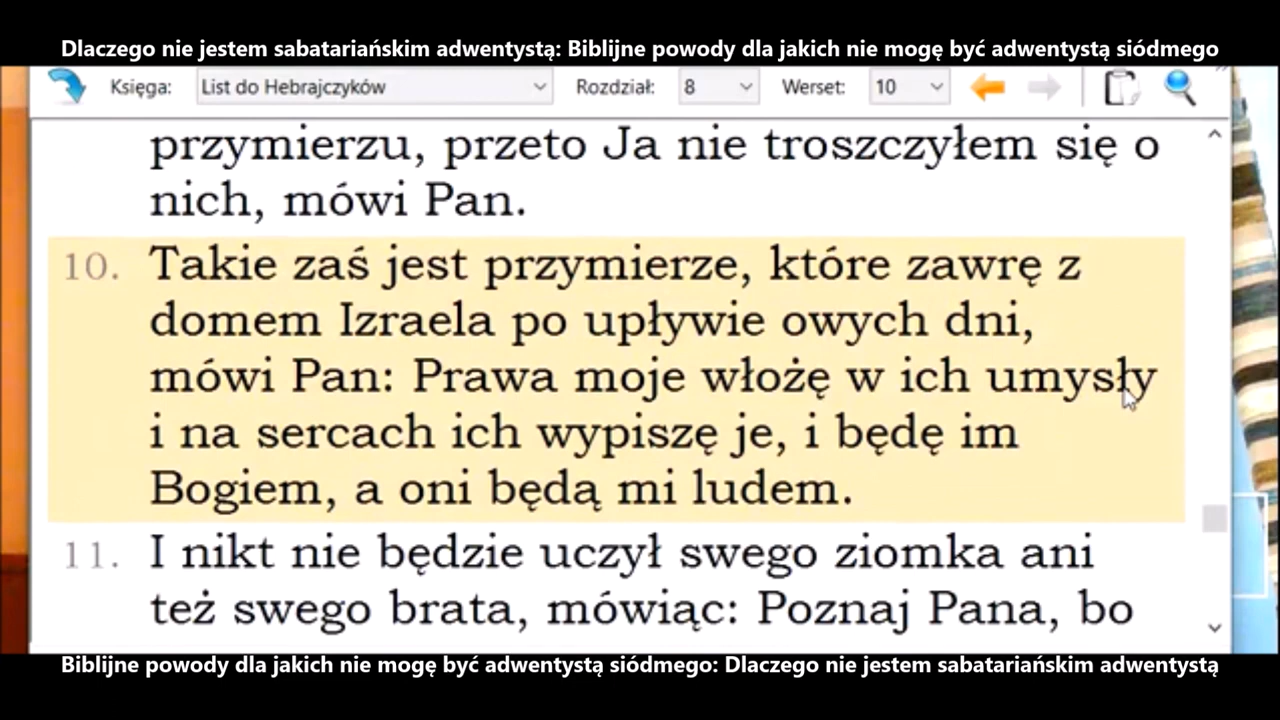 Dlaczego nie jestem sabatariańskim adwentystą: Biblijne powody dla jakich nie mogę być adwentystą siódmego
Księga: List do Hebrajczyków Rozdział: 8 Werset: 10
przymierzu, przeto Ja nie troszczyłem się o
nich, mówi Pan.
10. Takie zaś jest przymierze, które zawrę z
domem Izraela po upływie owych dni,
mówi Pan: Prawa moje włożę w ich umysły
i na sercach ich wypiszę je, i będę im
Bogiem, a oni będą mi ludem.
11. I nikt nie będzie uczył swego ziomka ani
też swego brata, mówiąc: Poznaj Pana, bo
Biblijne powody dla jakich nie mogę być adwentystą siódmego: Dlaczego nie jestem sabatariańskim adwentystą